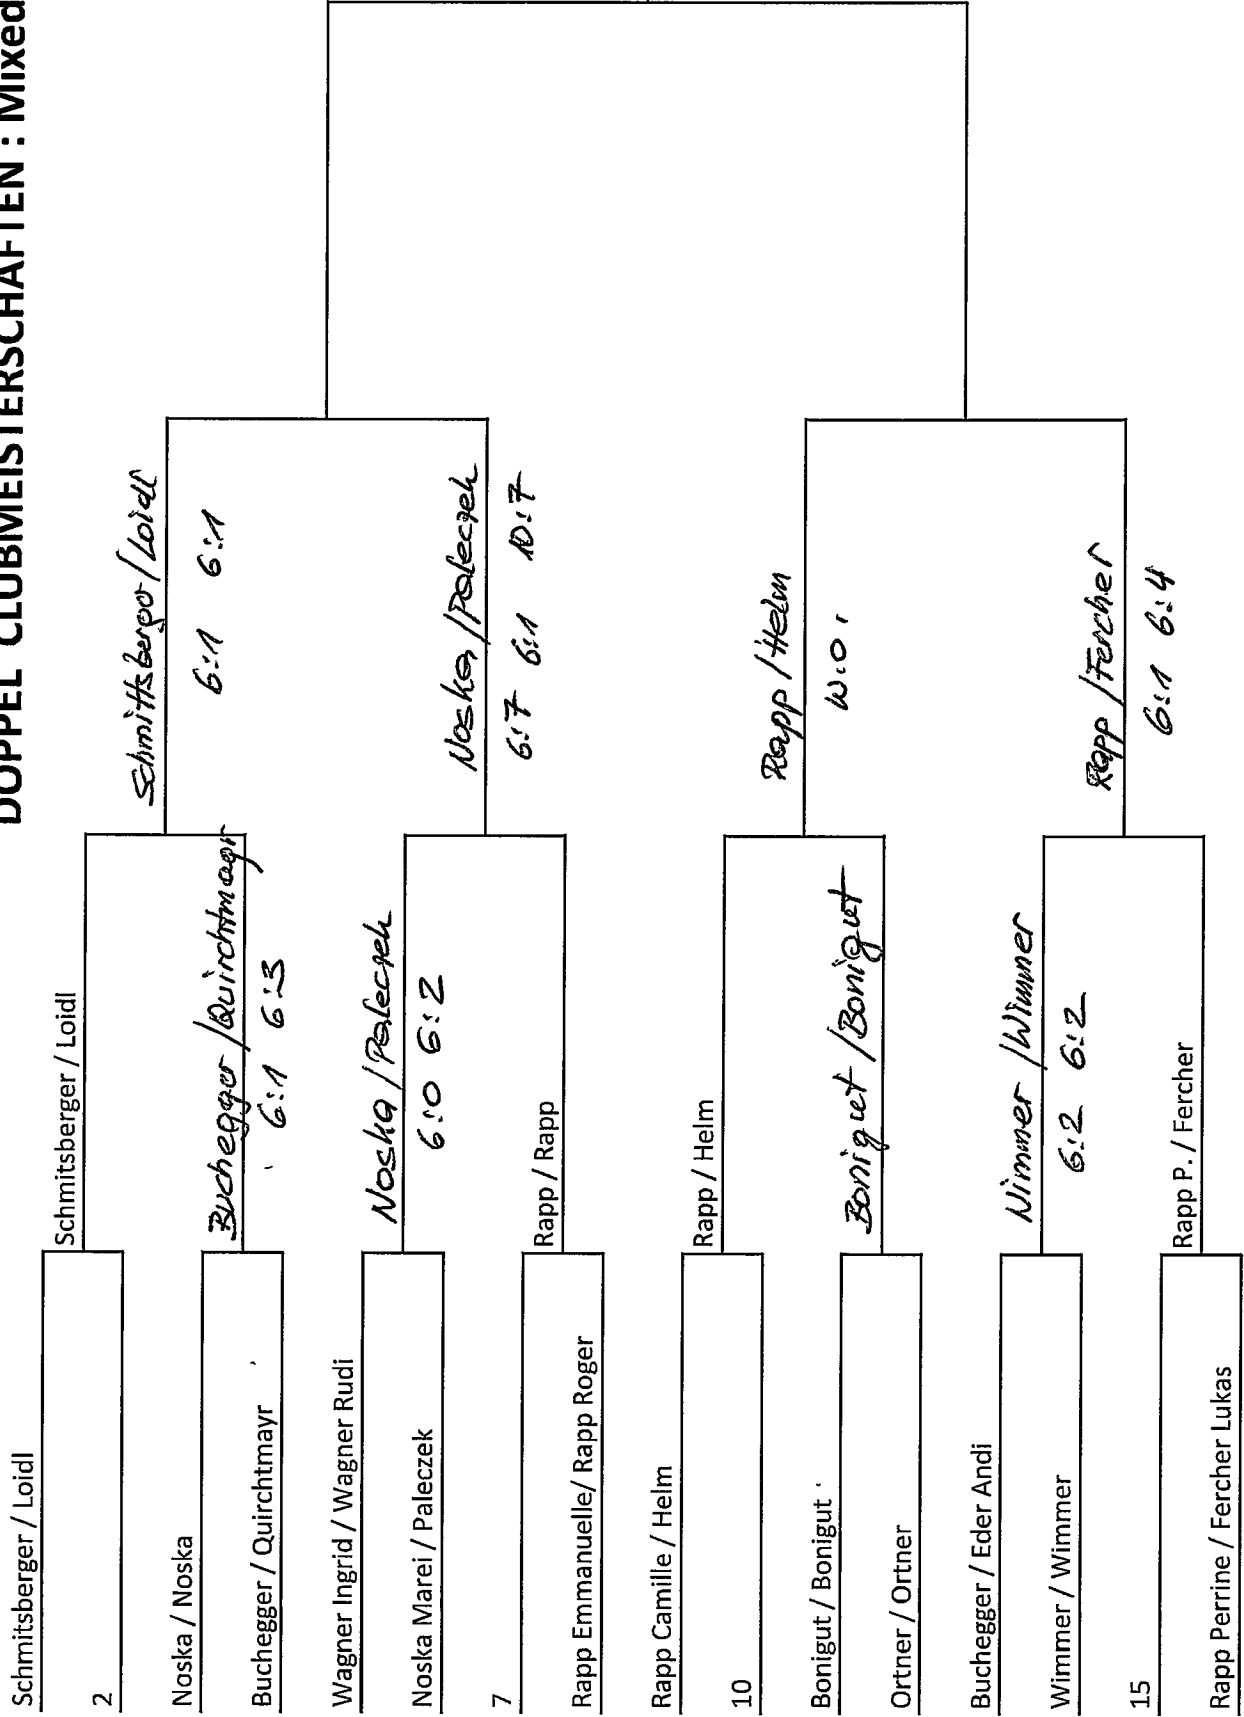 DOPPEL CLUBMEISTERSCHAFTEN : Mixed
Schmitsberger / Loidl
2
Noska / Noska
Buchegger / Quirchtmayr
Wagner Ingrid / Wagner Rudi
Noska Marei / Paleczek
7
Rapp Emmanuelle/ Rapp Roger
Rapp Camille / Helm
10
Bonigut / Bonigut
Ortner / Ortner
Buchegger / Eder Andi
Wimmer / Wimmer
15
Rapp Perrine / Fercher Lukas
Schmitsberger / Loidl
Buchegger / Quirchtmayr
6:1 6:3
Noska / Paleczek
6:0 6:2
Rapp / Rapp
Rapp / Helm
Bonigut / Bonigut
Wimmer / Wimmer
6:2 6:2
Rapp P. / Fercher
Schmittsberger / Loidl
6:1 6:1
Noska / Paleczek
6:7 6:1 10:7
Rapp / Helm
W.O.
Rapp / Fercher
6:1 6:4